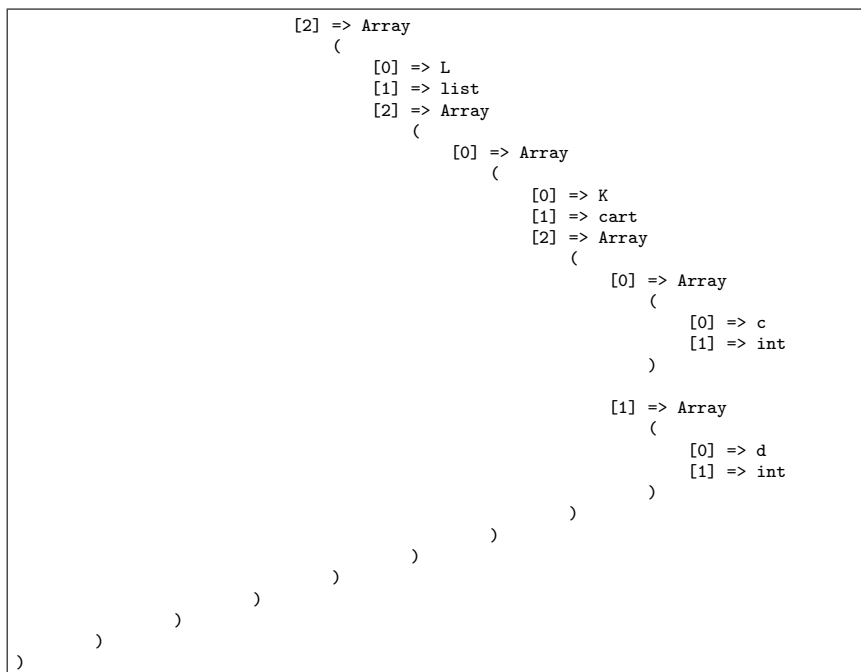 [2] => Array
(
[0] => L
[1] => list
[2] => Array
(
[0] => Array
(
[0] => K
[1] => cart
[2] => Array
(
[0] => Array
(
[0] => c
[1] => int
)
[1] => Array
(
[0] => d
[1] => int
)
)
)
)
)
)
)
)
)